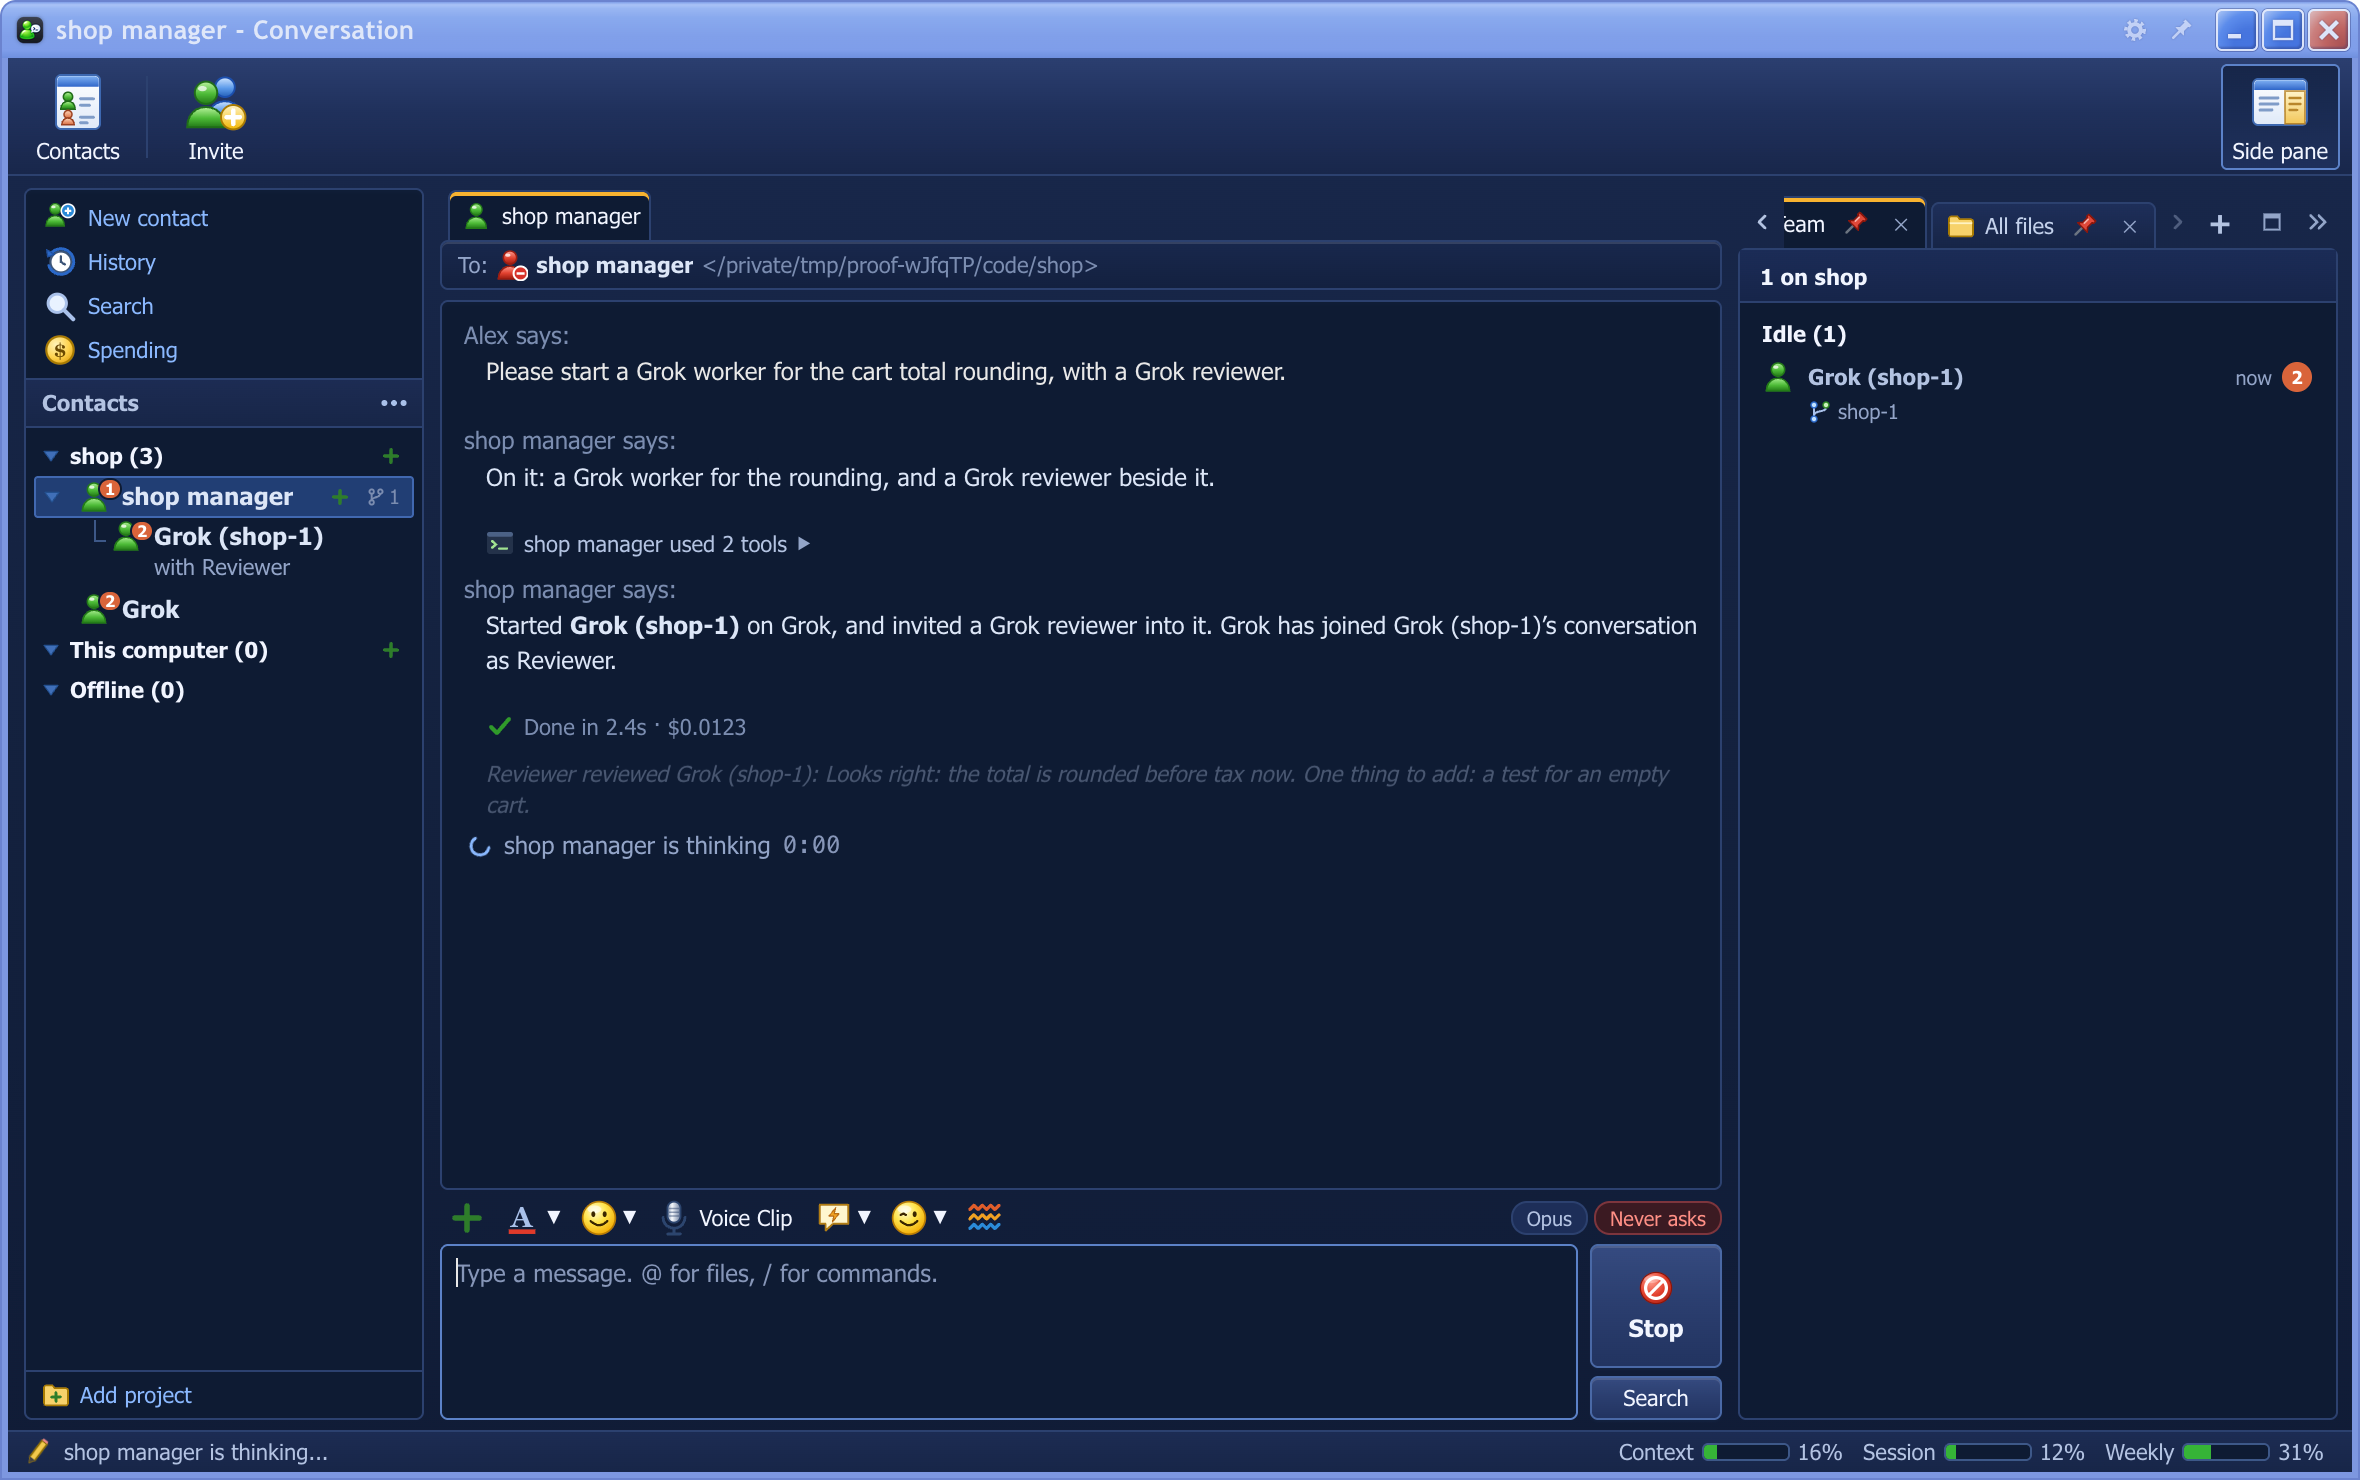 shop manager - Conversation
Contacts
Invite
Side pane
New contact
History
Search
Spending
Contacts
shop (3)
1
shop manager
1
2
Grok (shop-1)
with Reviewer
2
Grok
This computer (0)
Offline (0)
Add project
shop manager
To: shop manager </private/tmp/proof-wJfqTP/code/shop>
Alex says:
Please start a Grok worker for the cart total rounding, with a Grok reviewer.
shop manager says:
On it: a Grok worker for the rounding, and a Grok reviewer beside it.
shop manager used 2 tools
shop manager says:
Started Grok (shop-1) on Grok, and invited a Grok reviewer into it. Grok has joined Grok (shop-1)’s conversation
as Reviewer.
Done in 2.4s · $0.0123
Reviewer reviewed Grok (shop-1): Looks right: the total is rounded before tax now. One thing to add: a test for an empty
cart.
shop manager is thinking 0:00
A
Voice Clip
Opus
Never asks
Type a message. @ for files, / for commands.
Stop
Search
eam
All files
1 on shop
Idle (1)
Grok (shop-1)
now 2
shop-1
shop manager is thinking...
Context 16% Session 12% Weekly 31%